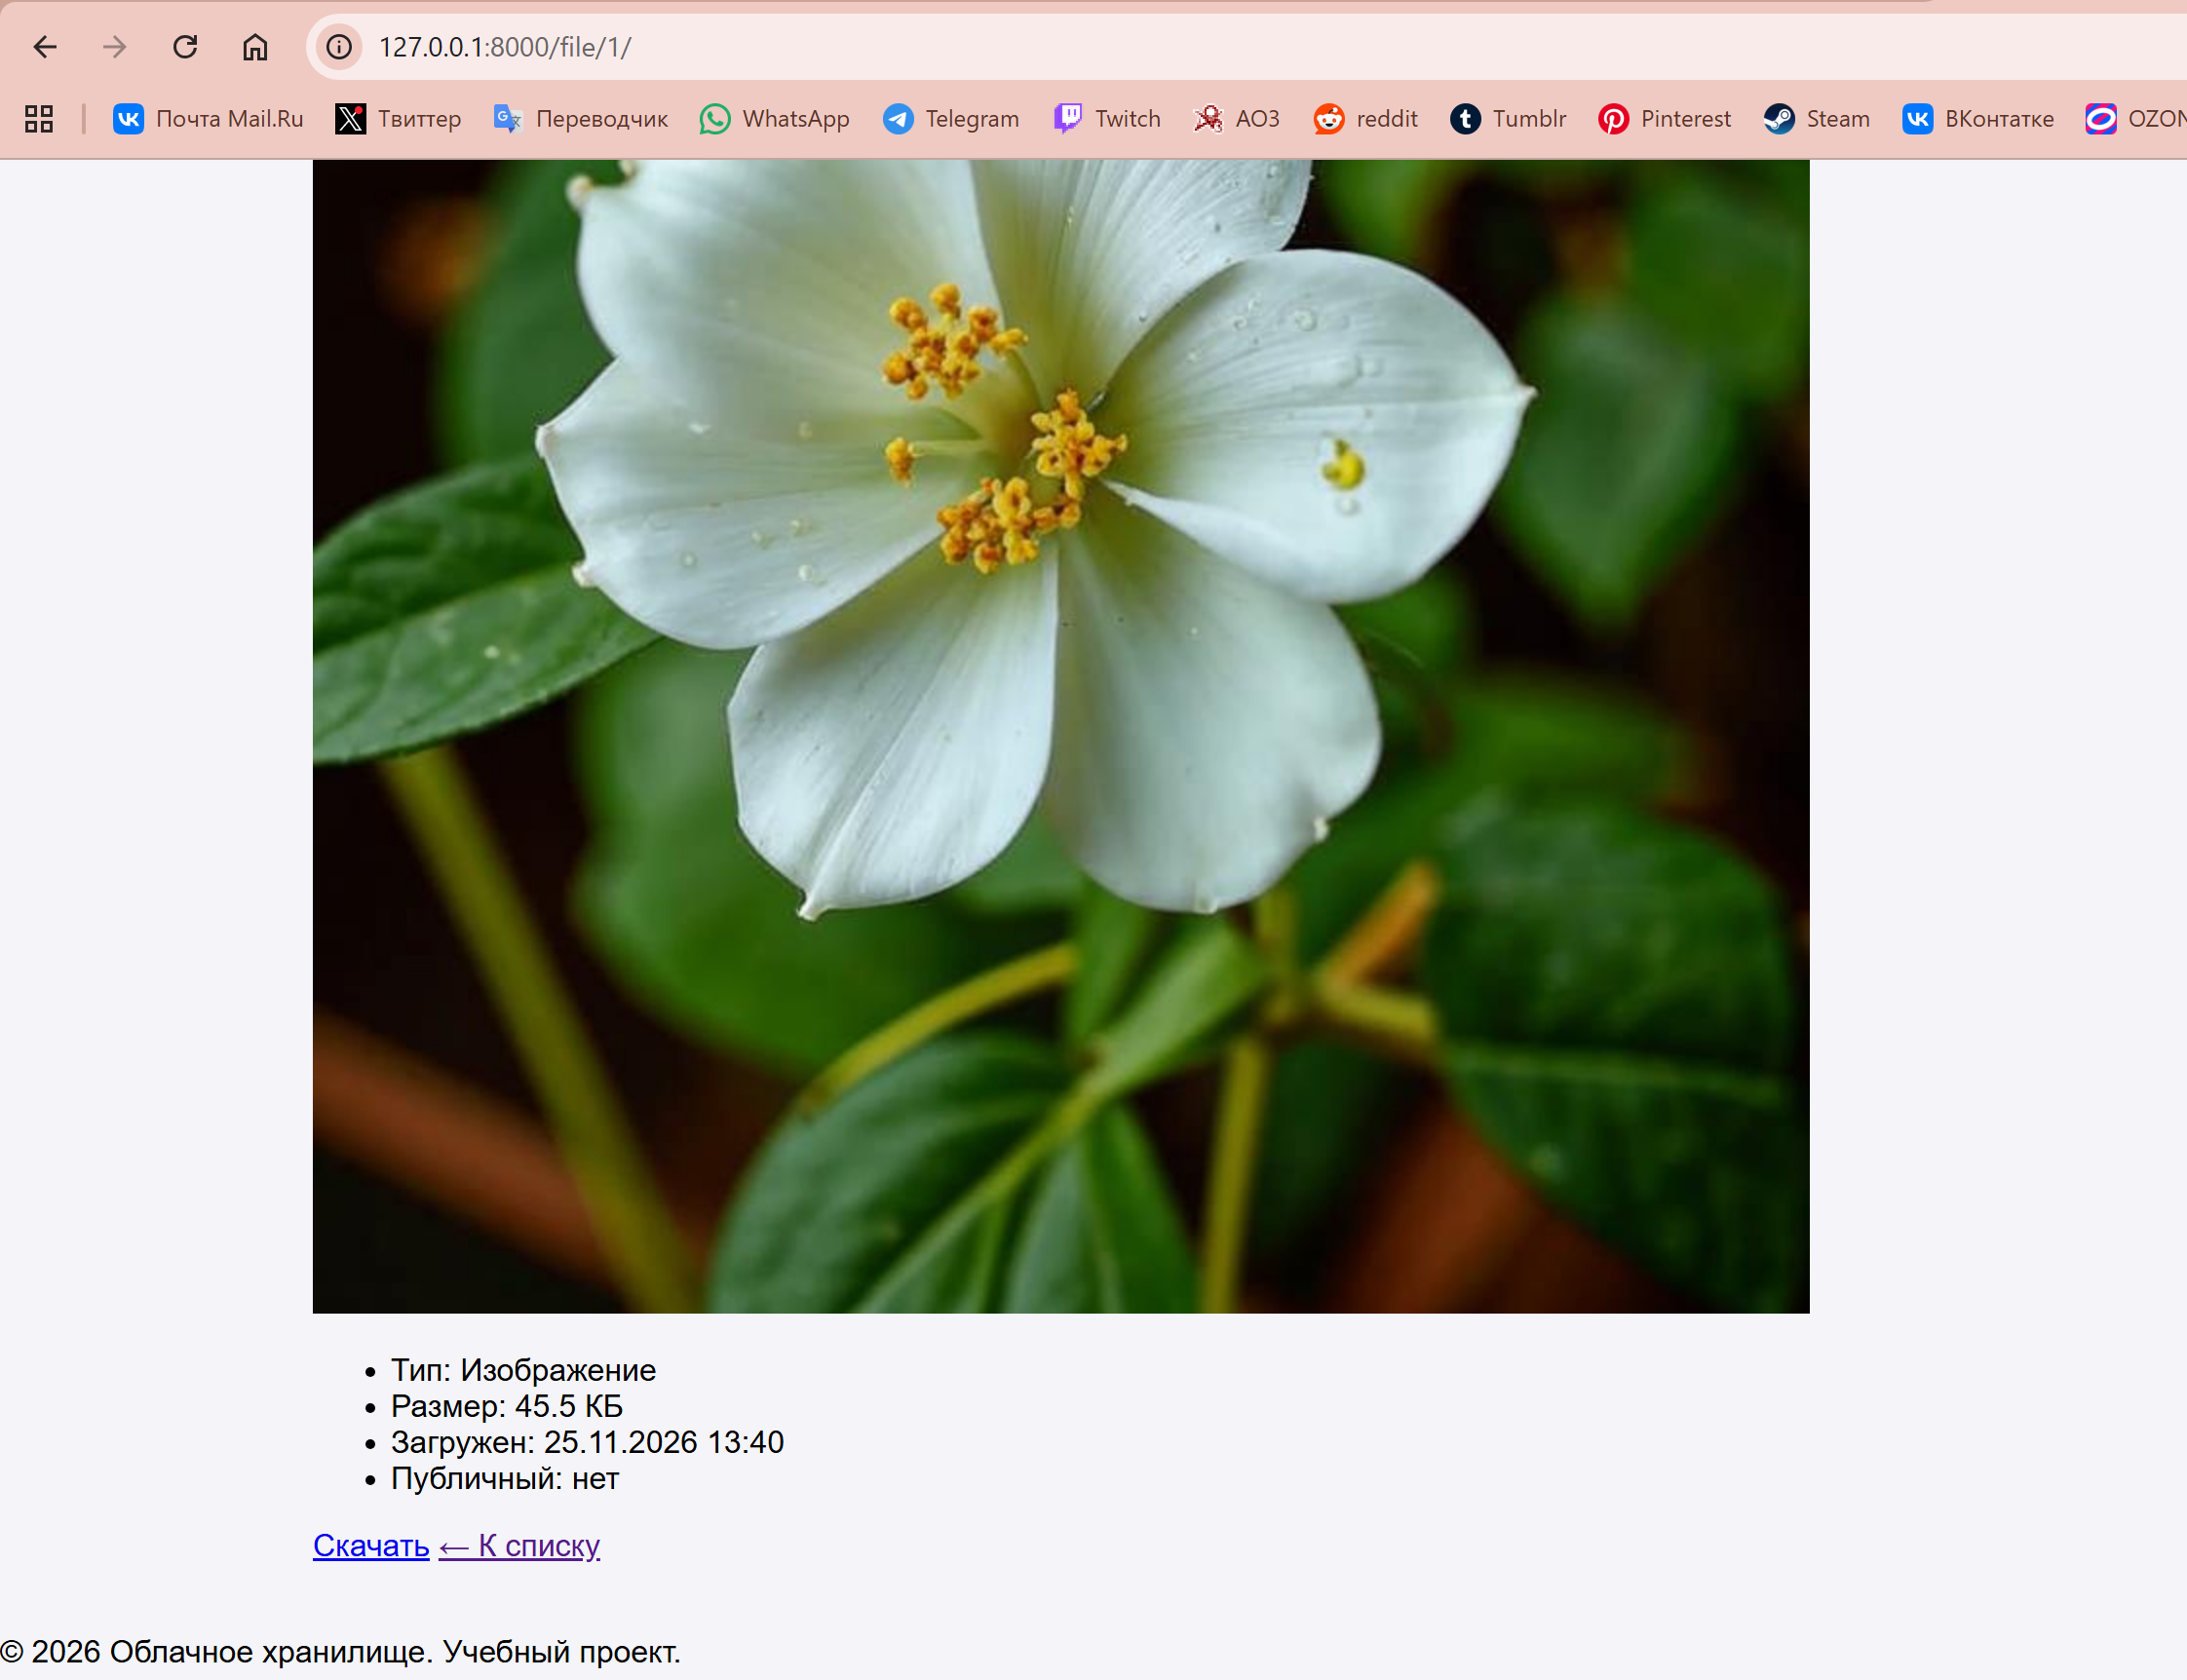 127.0.0.1:8000/file/1/
Почта Mail.Ru Твиттер Переводчик WhatsApp Telegram Twitch AO3 reddit Tumblr Pinterest Steam ВКонтакте OZON
Тип: Изображение
Размер: 45.5 КБ
Загружен: 25.11.2026 13:40
Публичный: нет
Скачать ← К списку
© 2026 Облачное хранилище. Учебный проект.